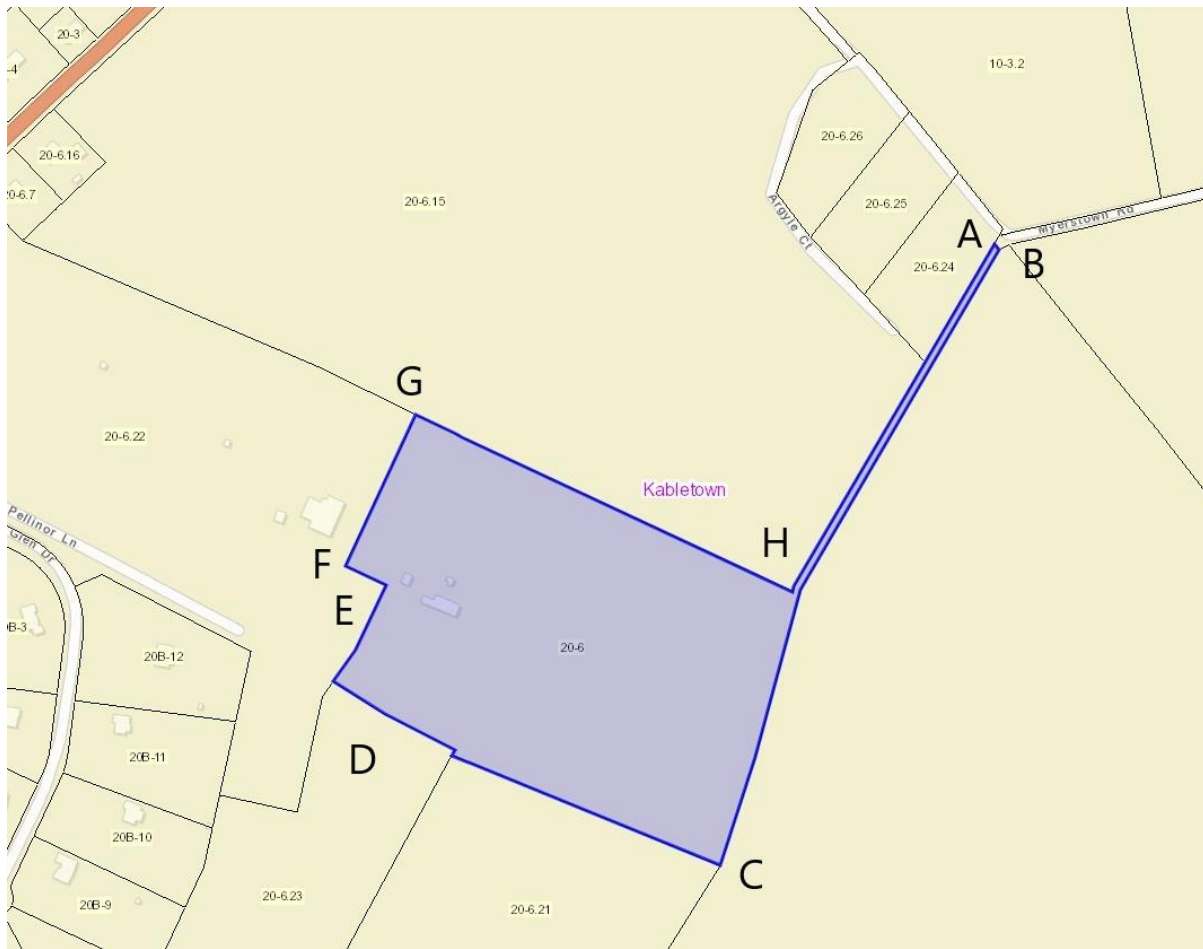 20-3
-4
10-3.2
20-6.16
20-6.26
20-6.7
20-6.15
20-6.25
Argyle Ct
Myerstown Rd
A
B
20-6.24
G
20-6.22
Kabletown
Pellinor Ln
Glen Dr
H
F
E
0B-3
20-6
20B-12
20B-11
D
20B-10
C
20B-9
20-6.23
20-6.21